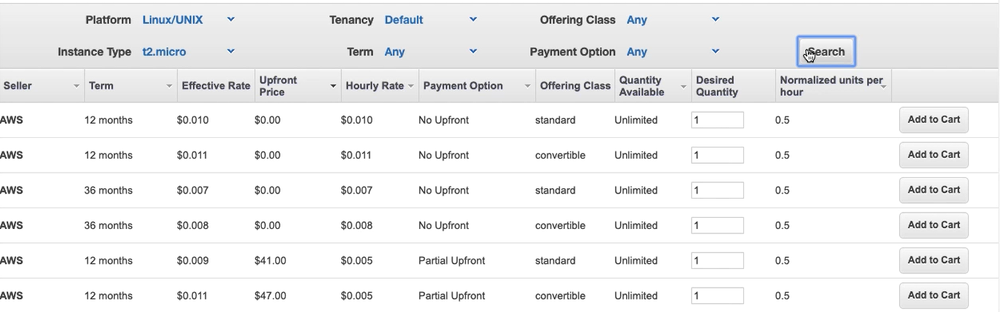 Platform Linux/UNIX Tenancy Default Offering Class Any
Instance Type t2.micro Term Any Payment Option Any Search
Seller Term Effective Rate Upfront Price Hourly Rate Payment Option Offering Class Quantity Available Desired Quantity Normalized units per hour
AWS 12 months $0.010 $0.00 $0.010 No Upfront standard Unlimited 1 0.5 Add to Cart
AWS 12 months $0.011 $0.00 $0.011 No Upfront convertible Unlimited 1 0.5 Add to Cart
AWS 36 months $0.007 $0.00 $0.007 No Upfront standard Unlimited 1 0.5 Add to Cart
AWS 36 months $0.008 $0.00 $0.008 No Upfront convertible Unlimited 1 0.5 Add to Cart
AWS 12 months $0.009 $41.00 $0.005 Partial Upfront standard Unlimited 1 0.5 Add to Cart
AWS 12 months $0.011 $47.00 $0.005 Partial Upfront convertible Unlimited 1 0.5 Add to Cart